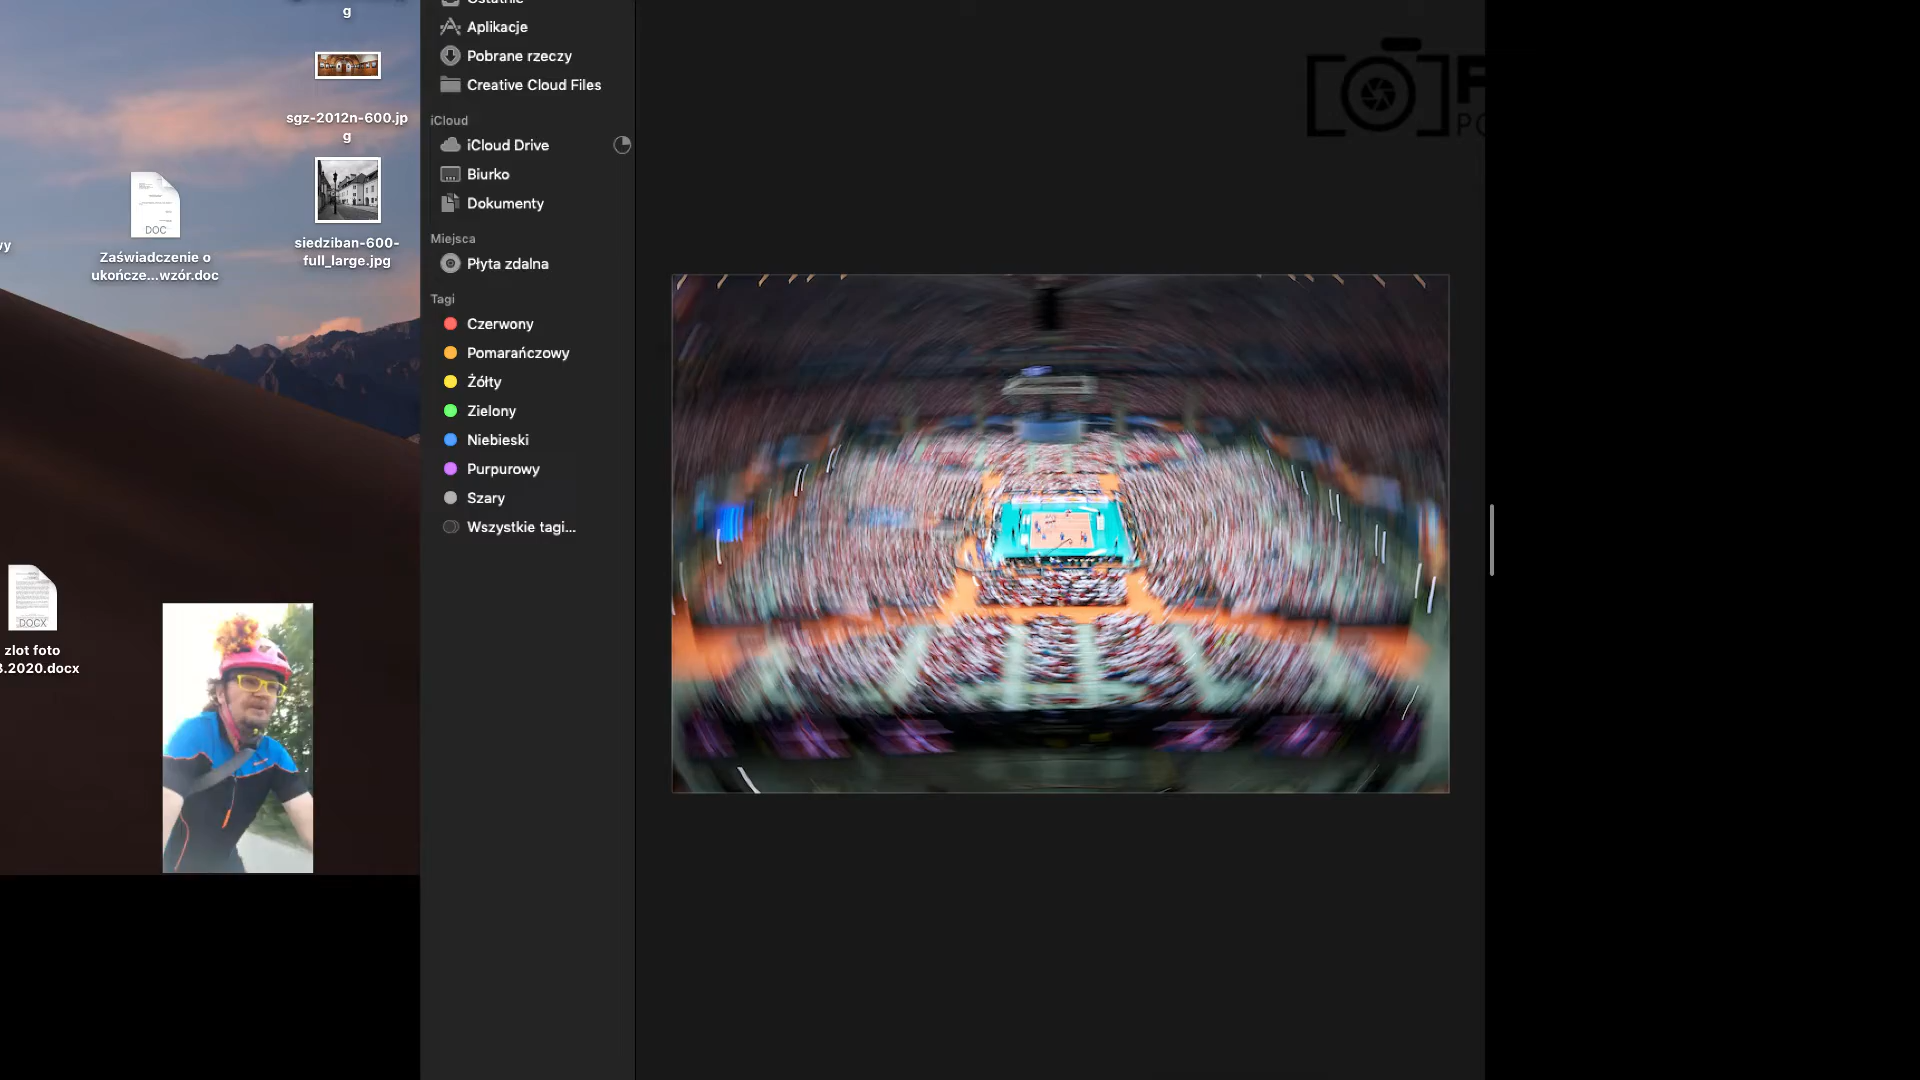 g
sgz-2012n-600.jp
g
DOC
Zaświadczenie o
ukończe...wzór.doc
siedziban-600-
full_large.jpg
DOCX
zlot foto
.2020.docx
Aplikacje
Pobrane rzeczy
Creative Cloud Files
iCloud
iCloud Drive
Biurko
Dokumenty
Miejsca
Płyta zdalna
Tagi
Czerwony
Pomarańczowy
Żółty
Zielony
Niebieski
Purpurowy
Szary
Wszystkie tagi...